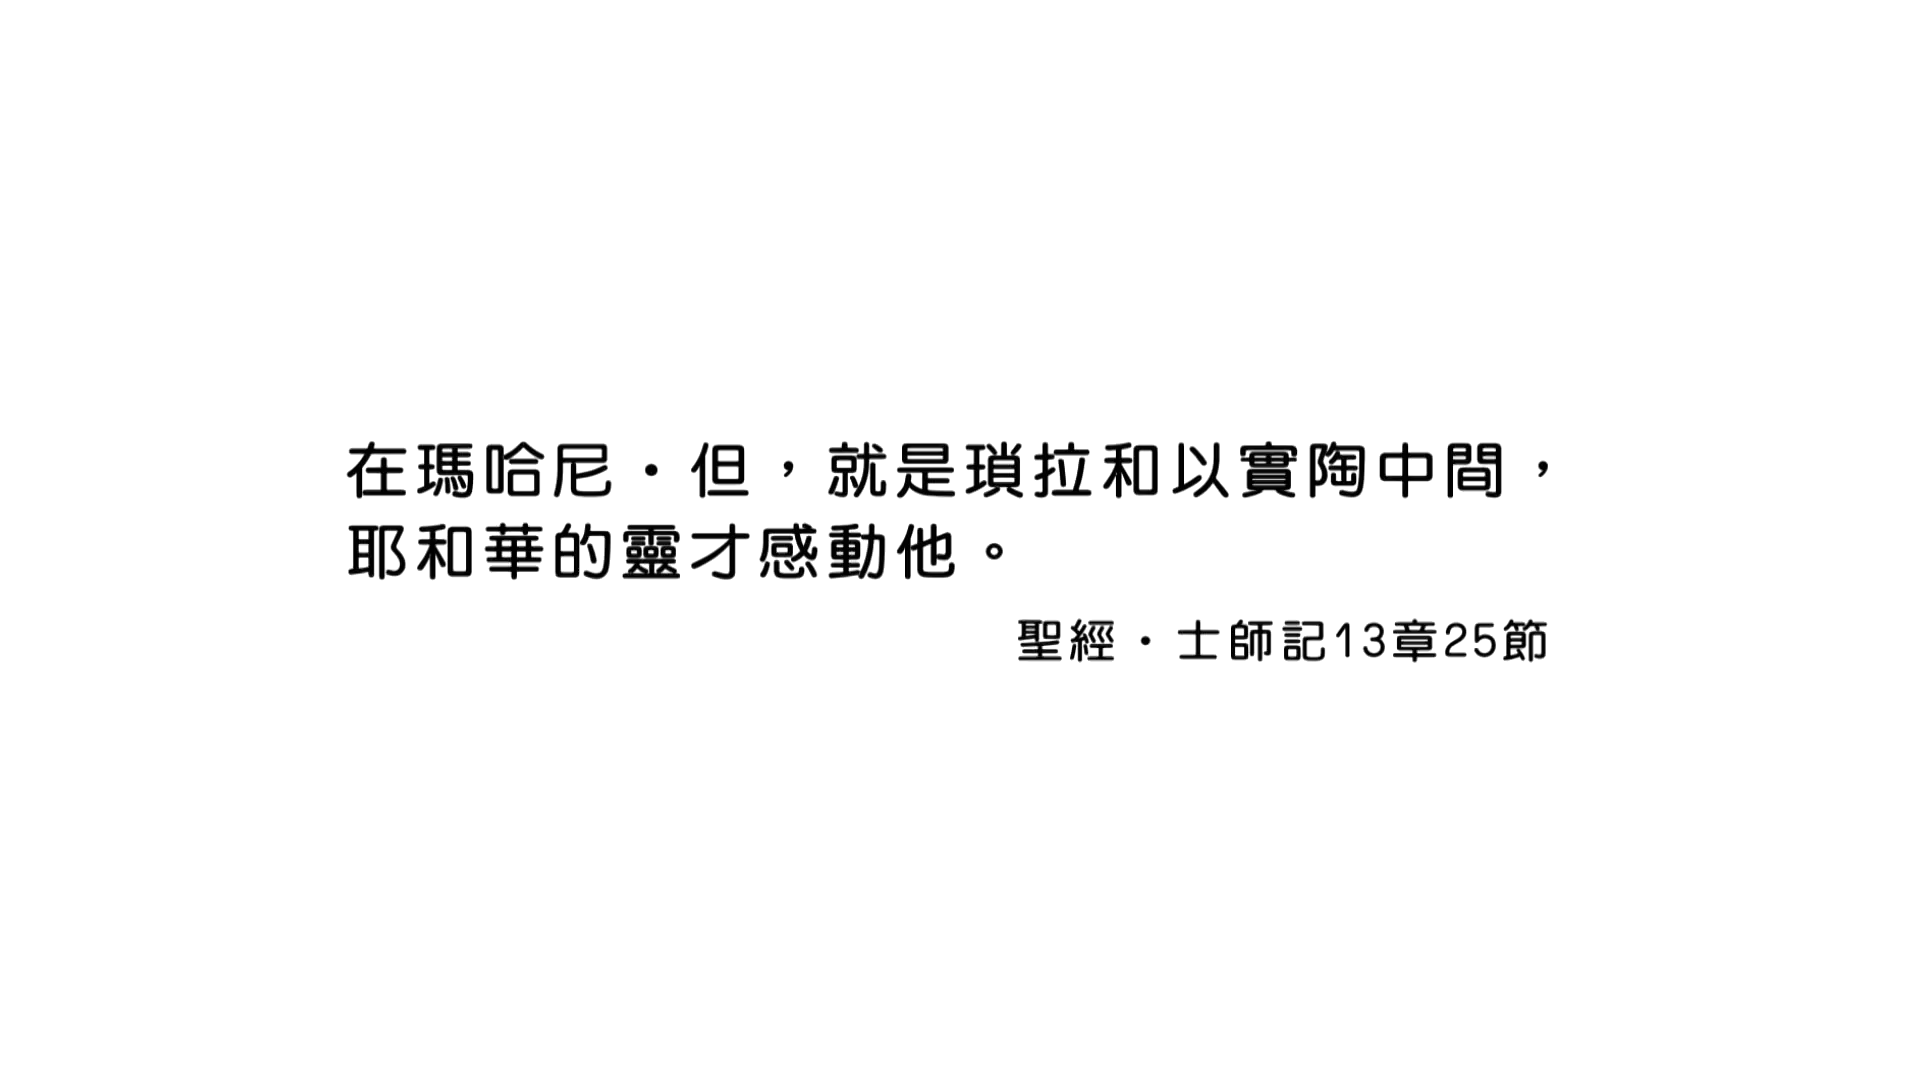 在瑪哈尼・但，就是瑣拉和以實陶中間，
耶和華的靈才感動他。
聖經・士師記13章25節